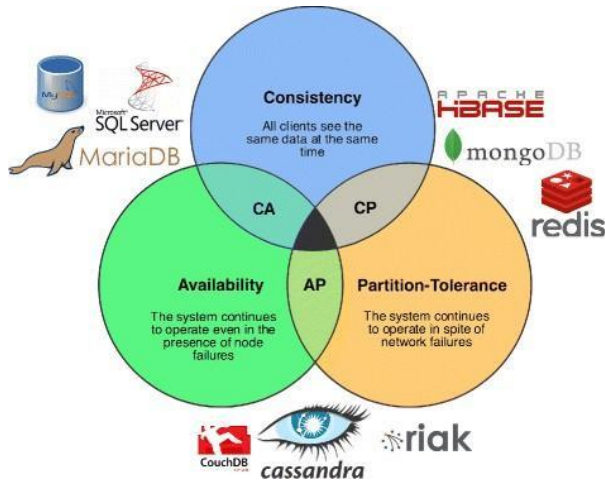 MySQL
Microsoft
SQL Server
MariaDB
Consistency
All clients see the
same data at the same
time
APACHE
HBASE
mongoDB
redis
CA
CP
AP
Availability
The system continues
to operate even in the
presence of node
failures
Partition-Tolerance
The system continues
to operate in spite of
network failures
CouchDB
cassandra
riak